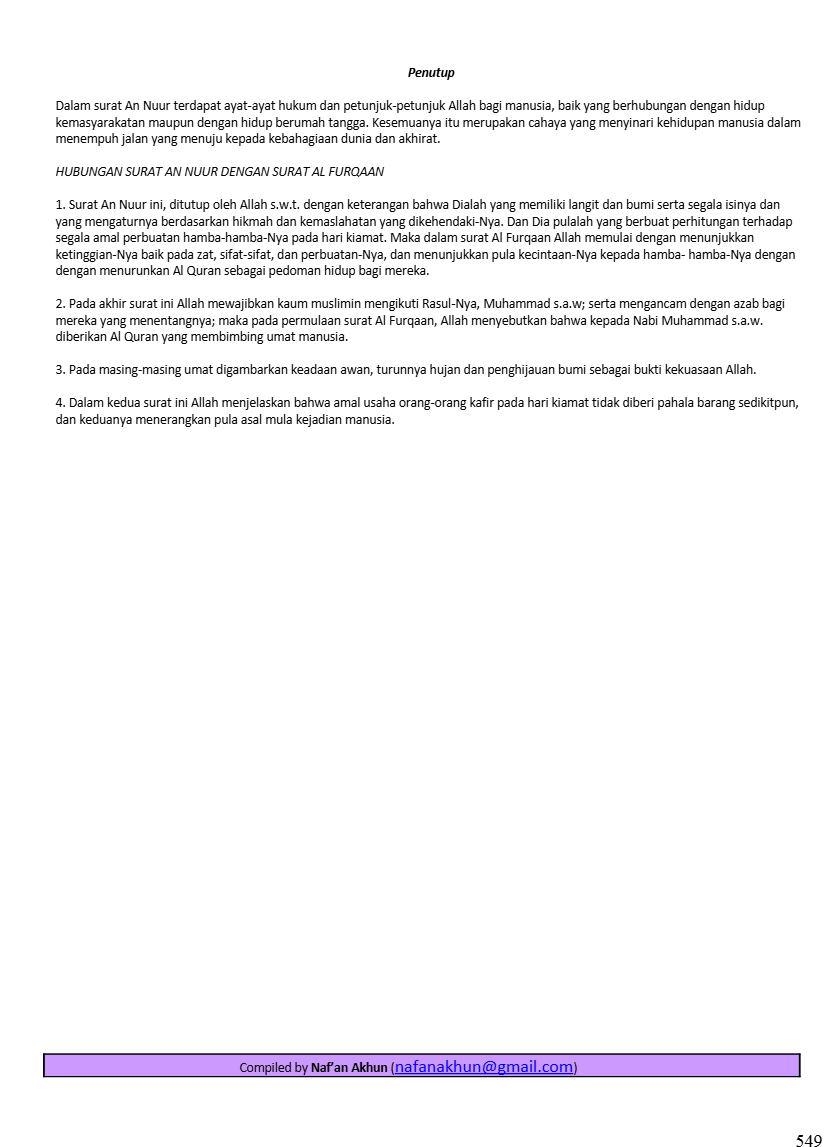 Penutup
Dalam surat An Nuur terdapat ayat-ayat hukum dan petunjuk-petunjuk Allah bagi manusia, baik yang berhubungan dengan hidup
kemasyarakatan maupun dengan hidup berumah tangga. Kesemuanya itu merupakan cahaya yang menyinari kehidupan manusia dalam
menempuh jalan yang menuju kepada kebahagiaan dunia dan akhirat.
HUBUNGAN SURAT AN NUUR DENGAN SURAT AL FURQAAN
1. Surat An Nuur ini, ditutup oleh Allah s.w.t. dengan keterangan bahwa Dialah yang memiliki langit dan bumi serta segala isinya dan
yang mengaturnya berdasarkan hikmah dan kemaslahatan yang dikehendaki-Nya. Dan Dia pulalah yang berbuat perhitungan terhadap
segala amal perbuatan hamba-hamba-Nya pada hari kiamat. Maka dalam surat Al Furqaan Allah memulai dengan menunjukkan
ketinggian-Nya baik pada zat, sifat-sifat, dan perbuatan-Nya, dan menunjukkan pula kecintaan-Nya kepada hamba- hamba-Nya dengan
dengan menurunkan Al Quran sebagai pedoman hidup bagi mereka.
2. Pada akhir surat ini Allah mewajibkan kaum muslimin mengikuti Rasul-Nya, Muhammad s.a.w; serta mengancam dengan azab bagi
mereka yang menentangnya; maka pada permulaan surat Al Furqaan, Allah menyebutkan bahwa kepada Nabi Muhammad s.a.w.
diberikan Al Quran yang membimbing umat manusia.
3. Pada masing-masing umat digambarkan keadaan awan, turunnya hujan dan penghijauan bumi sebagai bukti kekuasaan Allah.
4. Dalam kedua surat ini Allah menjelaskan bahwa amal usaha orang-orang kafir pada hari kiamat tidak diberi pahala barang sedikitpun,
dan keduanya menerangkan pula asal mula kejadian manusia.
Compiled by Naf’an Akhun (nafanakhun@gmail.com)
549